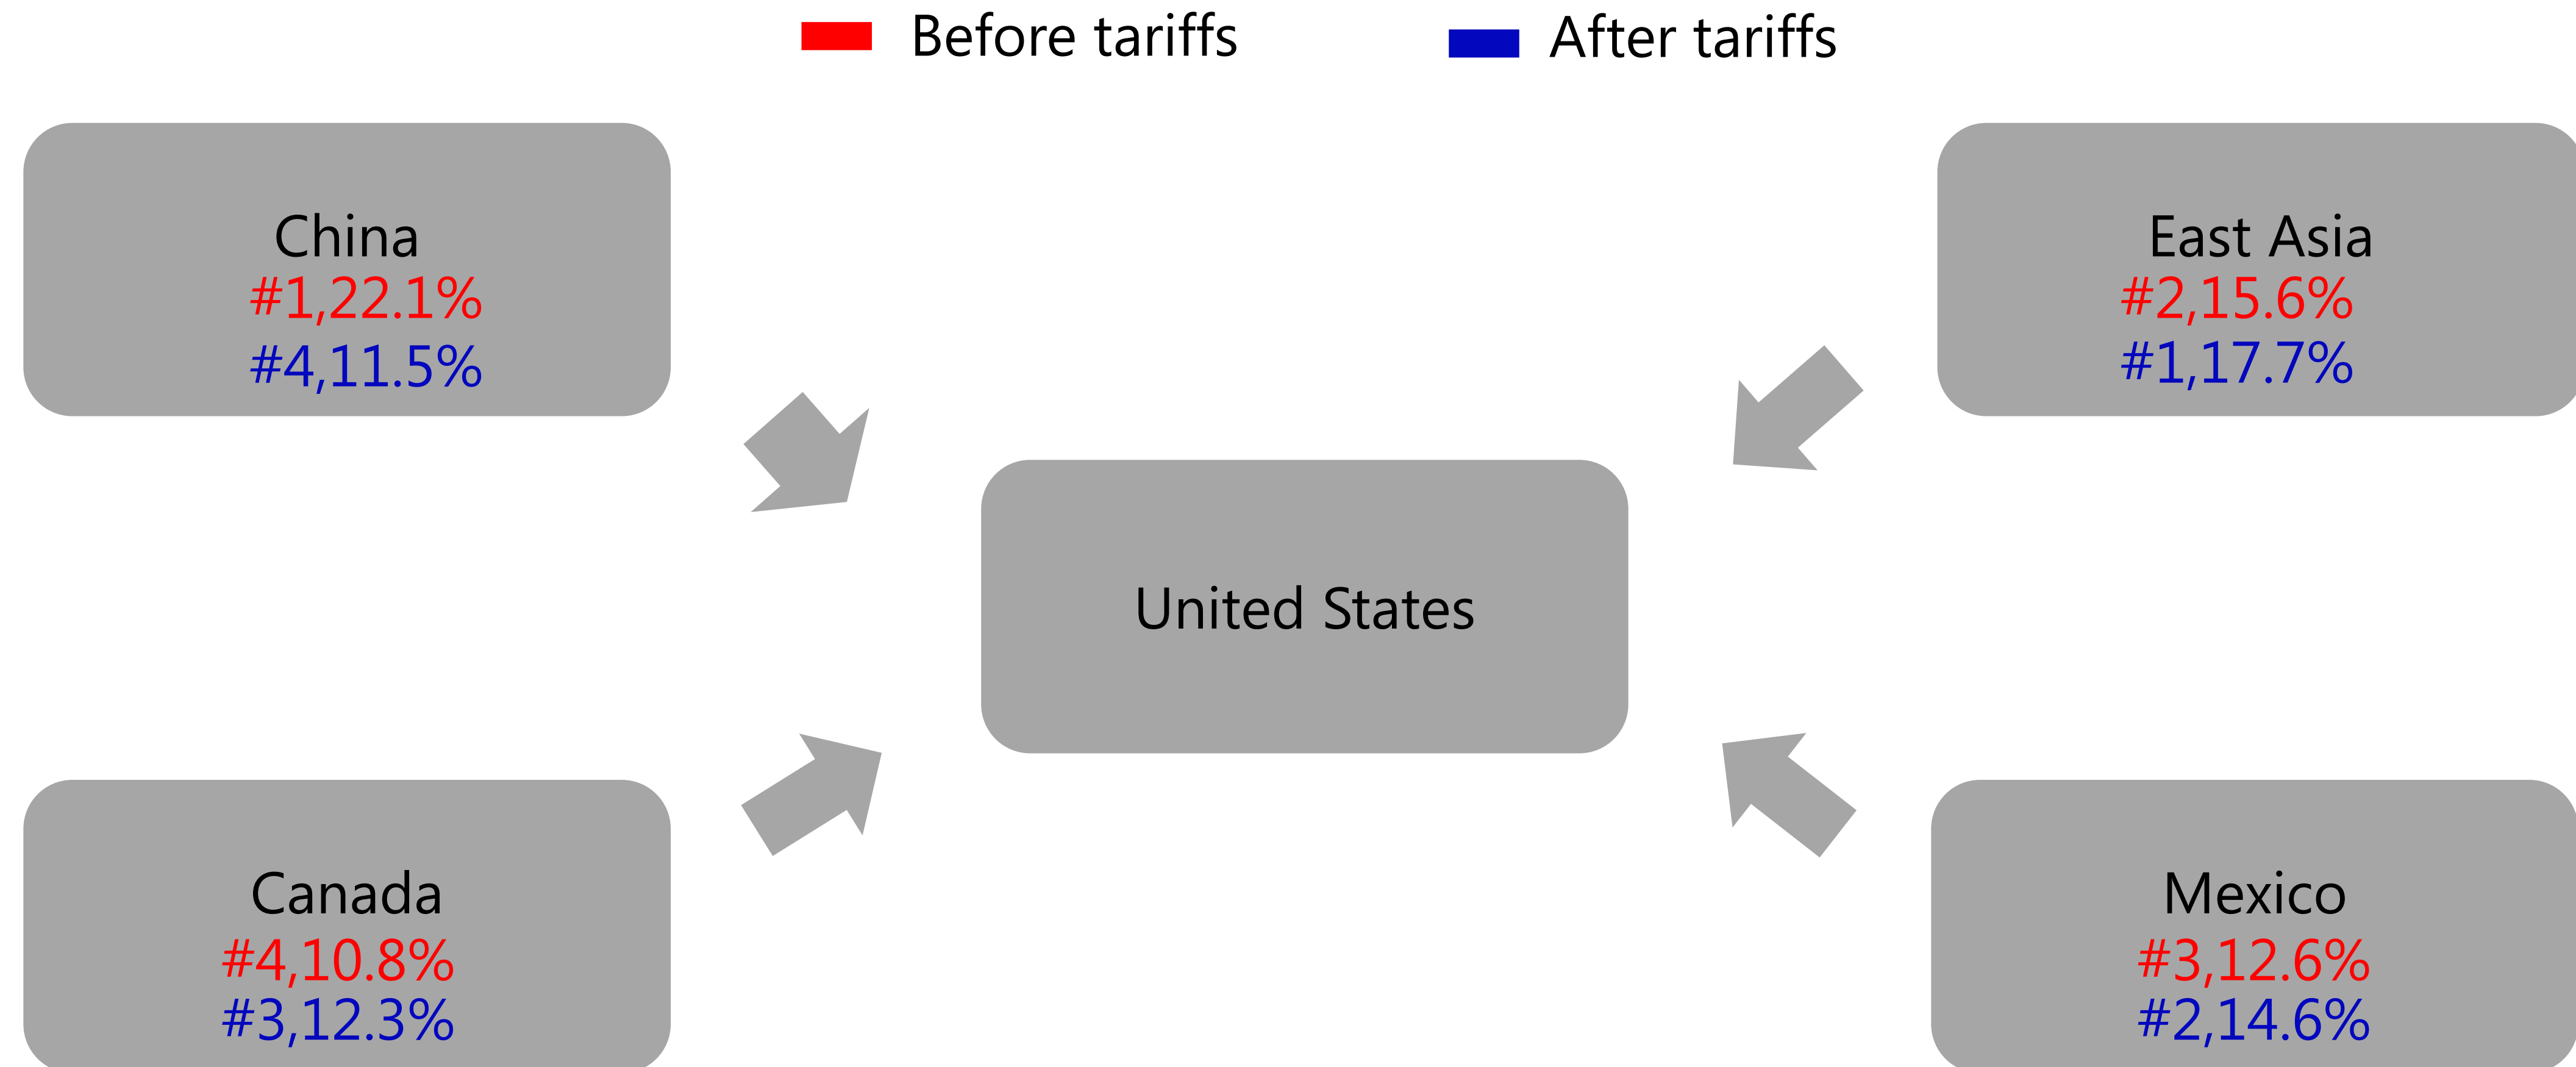 Before tariffs
After tariffs
China
#1,22.1%
#4,11.5%
East Asia
#2,15.6%
#1,17.7%
United States
Canada
#4,10.8%
#3,12.3%
Mexico
#3,12.6%
#2,14.6%